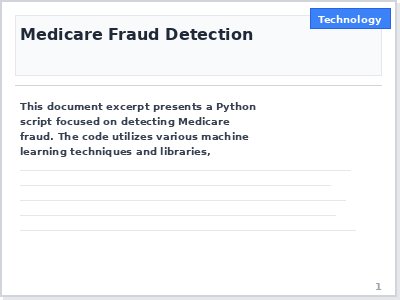 Technology
Medicare Fraud Detection
This document excerpt presents a Python
script focused on detecting Medicare
fraud. The code utilizes various machine
learning techniques and libraries,
1